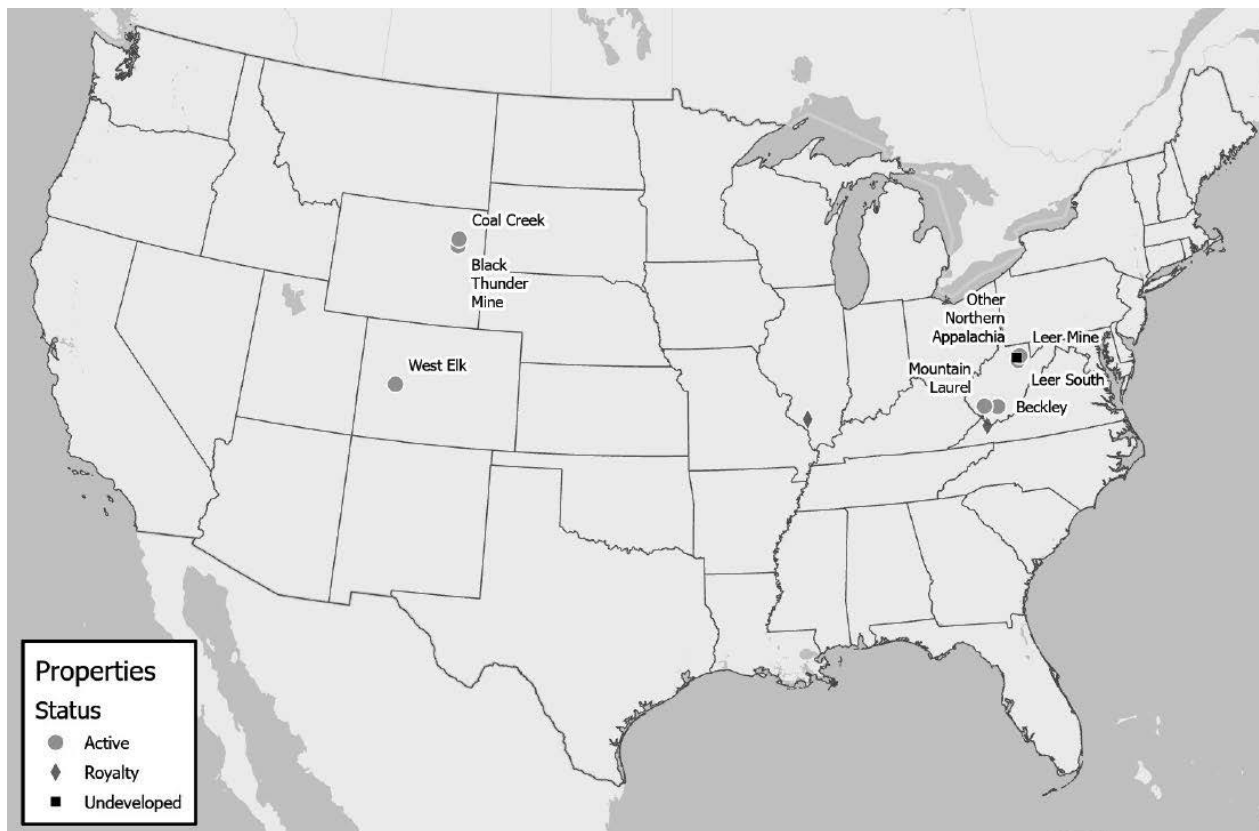 Coal Creek
Black
Thunder
Mine
West Elk
Other
Northern
Appalachia
Leer Mine
Mountain
Laurel
Leer South
Beckley
Properties
Status
Active
Royalty
Undeveloped